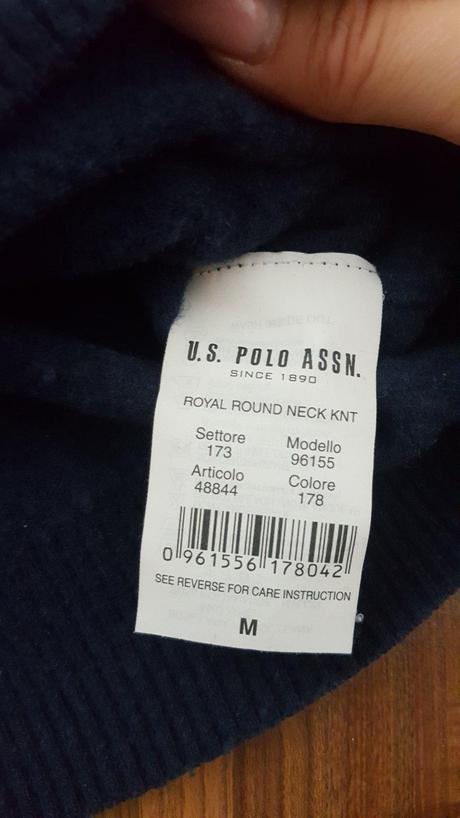 U.S. POLO ASSN.
SINCE 1890
ROYAL ROUND NECK KNT
Settore Modello
173 96155
Articolo Colore
48844 178
0 961556 178042
SEE REVERSE FOR CARE INSTRUCTION
M